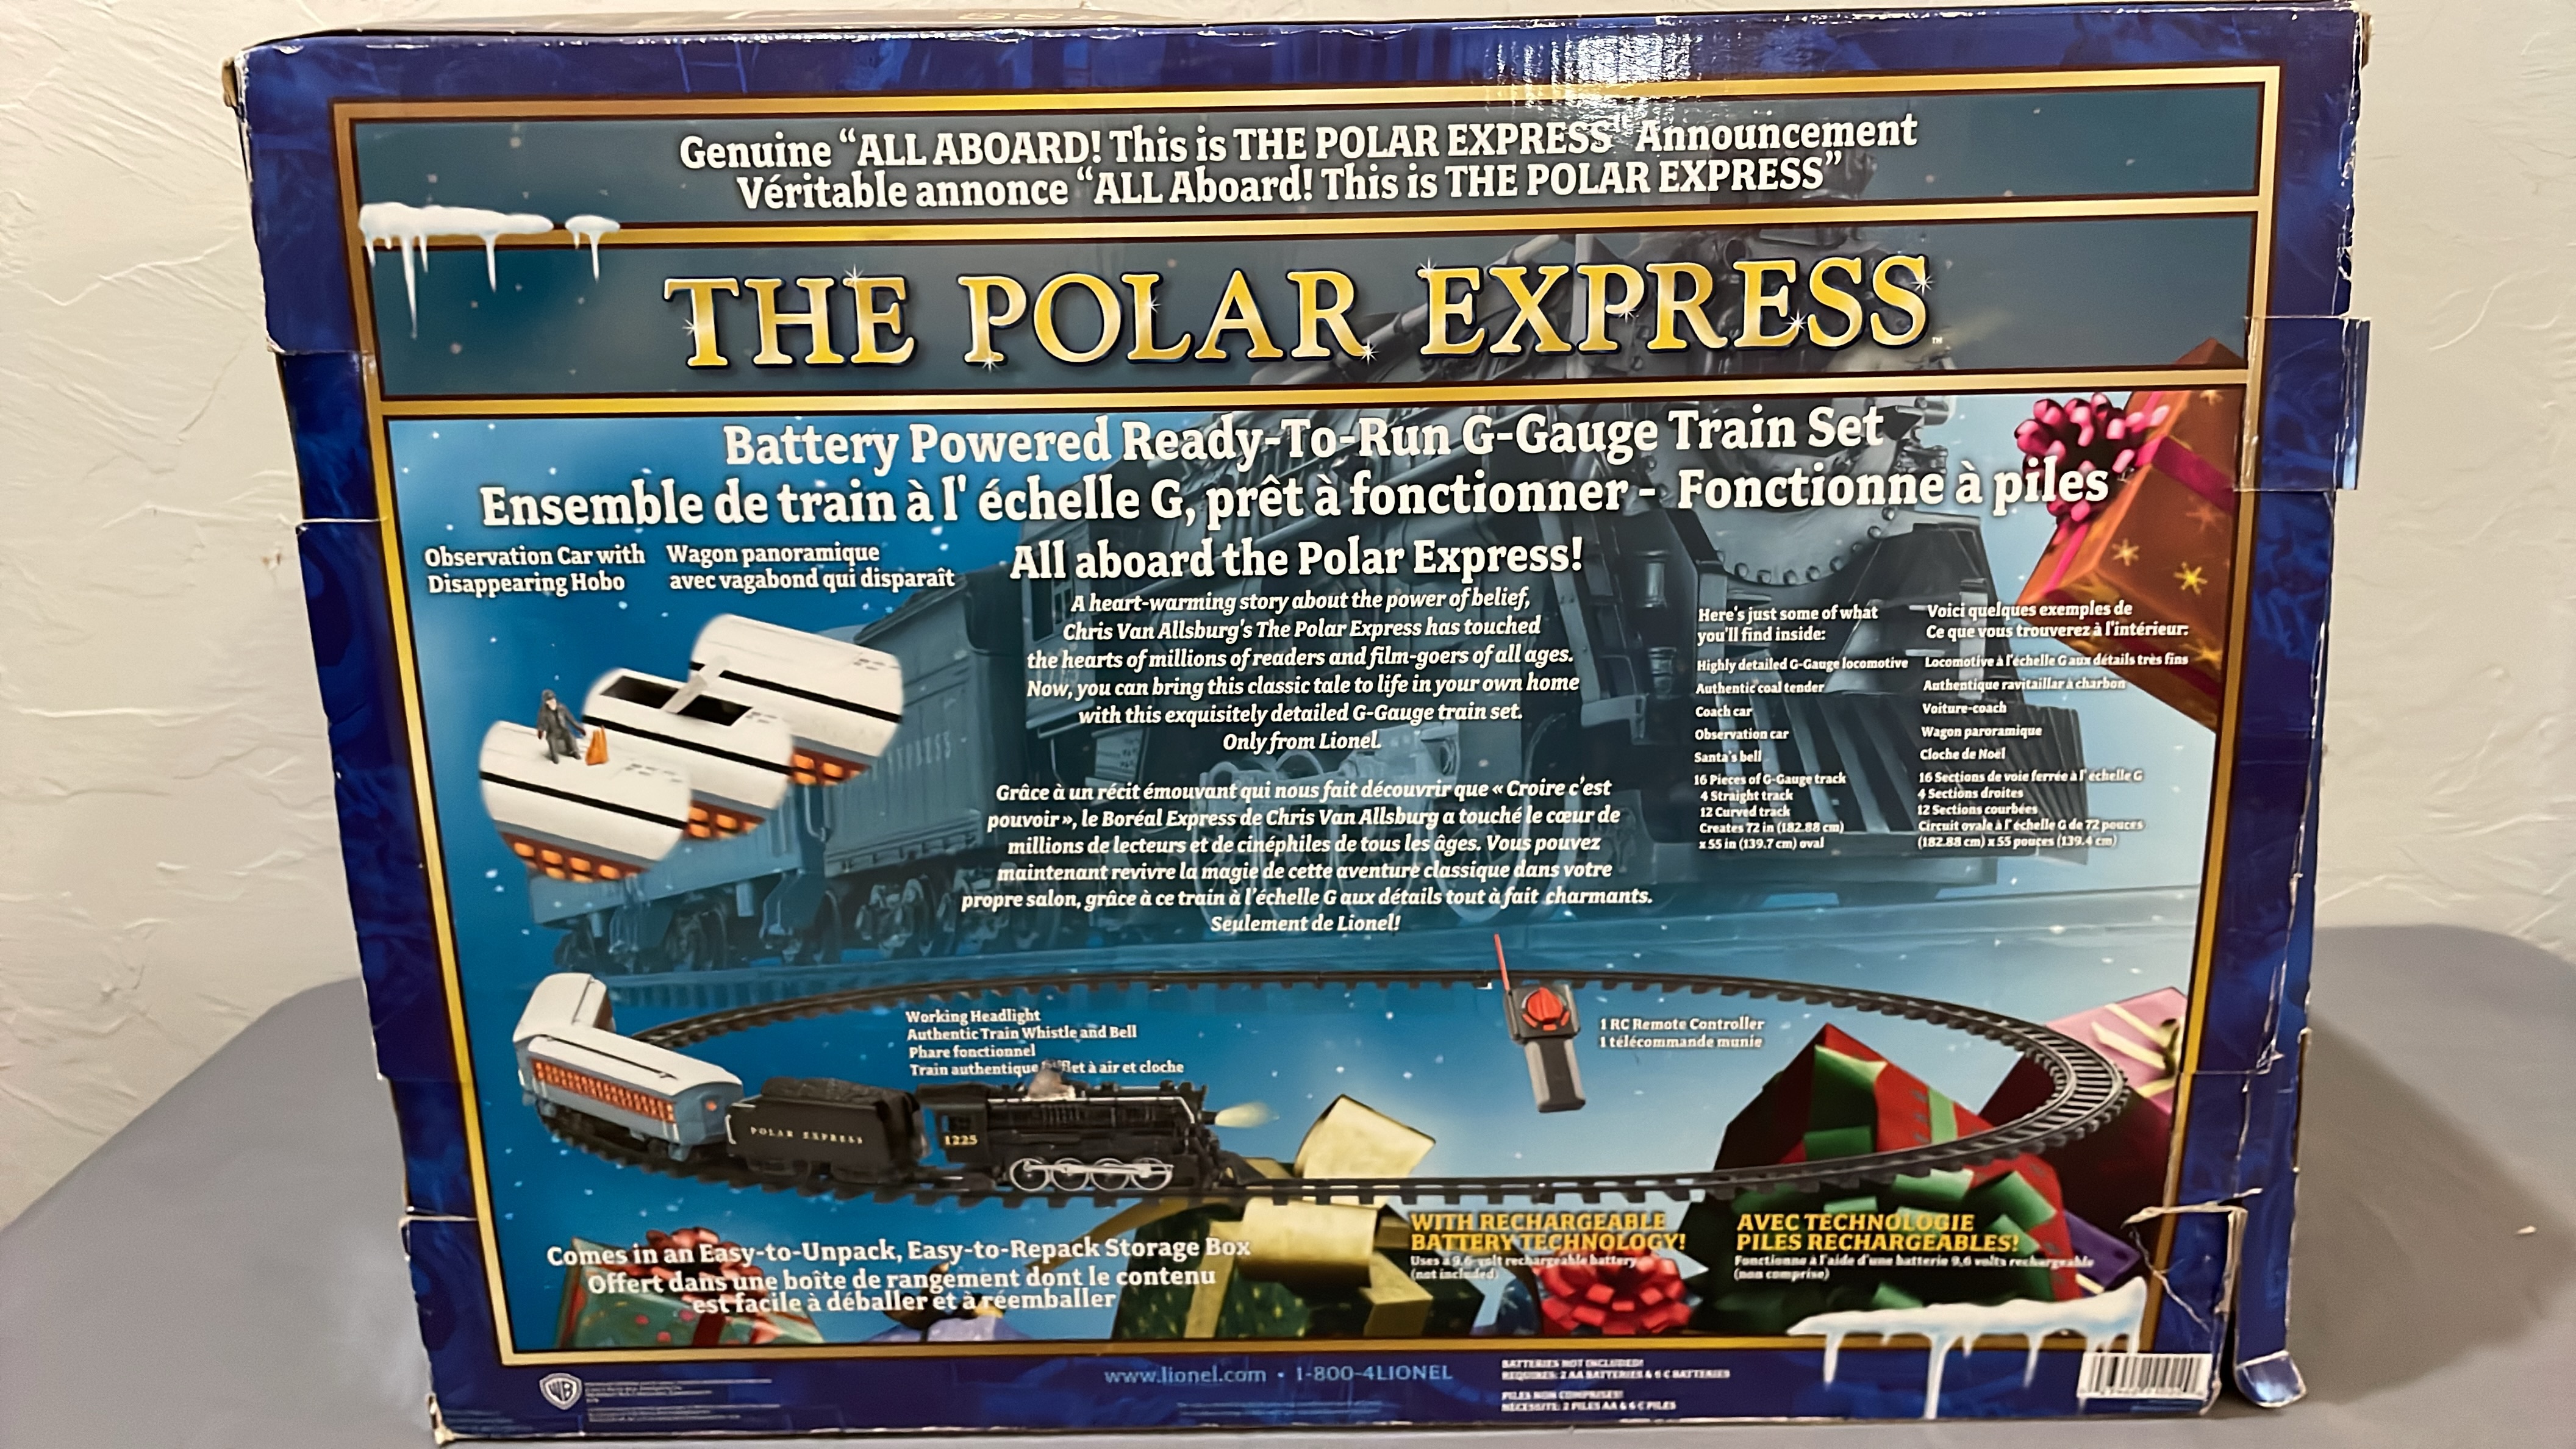 Genuine “ALL ABOARD! This is THE POLAR EXPRESS” Announcement
Véritable annonce “ALL Aboard! This is THE POLAR EXPRESS”
THE POLAR EXPRESS™
Battery Powered Ready-To-Run G-Gauge Train Set
Ensemble de train à l' échelle G, prêt à fonctionner - Fonctionne à piles
Observation Car with
Disappearing Hobo
Wagon panoramique
avec vagabond qui disparaît
All aboard the Polar Express!
A heart-warming story about the power of belief,
Chris Van Allsburg's The Polar Express has touched
the hearts of millions of readers and film-goers of all ages.
Now, you can bring this classic tale to life in your own home
with this exquisitely detailed G-Gauge train set.
Only from Lionel.
Grâce à un récit émouvant qui nous fait découvrir que « Croire c'est
pouvoir », le Boréal Express de Chris Van Allsburg a touché le cœur de
millions de lecteurs et de cinéphiles de tous les âges. Vous pouvez
maintenant revivre la magie de cette aventure classique dans votre
propre salon, grâce à ce train à l'échelle G aux détails tout à fait charmants.
Seulement de Lionel!
Here's just some of what
you'll find inside:
Highly detailed G-Gauge locomotive
Authentic coal tender
Coach car
Observation car
Santa's bell
16 Pieces of G-Gauge track
4 Straight track
12 Curved track
Creates 72 in (182.88 cm)
x 55 in (139.7 cm) oval
Voici quelques exemples de
Ce que vous trouverez à l'intérieur:
Locomotive à l'échelle G aux détails très fins
Authentique ravitaillar à charbon
Voiture-coach
Wagon paroramique
Cloche de Noël
16 Sections de voie ferrée à l' échelle G
4 Sections droites
12 Sections courbées
Circuit ovale à l'échelle G de 72 pouces
(182.88 cm) x 55 pouces (139.4 cm)
Working Headlight
Authentic Train Whistle and Bell
Phare fonctionnel
Train authentique à air et cloche
1 RC Remote Controller
1 télécommande munie
POLAR EXPRESS
1225
WITH RECHARGEABLE
BATTERY TECHNOLOGY!
Uses a 9.6-volt rechargeable battery
(not included)
AVEC TECHNOLOGIE
PILES RECHARGEABLES!
Fonctionne à l'aide d'une batterie 9,6 volts rechargeable
(non comprise)
Comes in an Easy-to-Unpack, Easy-to-Repack Storage Box
Offert dans une boîte de rangement dont le contenu
est facile à déballer et à réemballer
WB
www.lionel.com • 1-800-4LIONEL
BATTERIES NOT INCLUDED!
REQUIRES: 2 AA BATTERIES & 6 C BATTERIES
PILES NON COMPRISES!
NÉCESSITE: 2 PILES AA & 6 C PILES